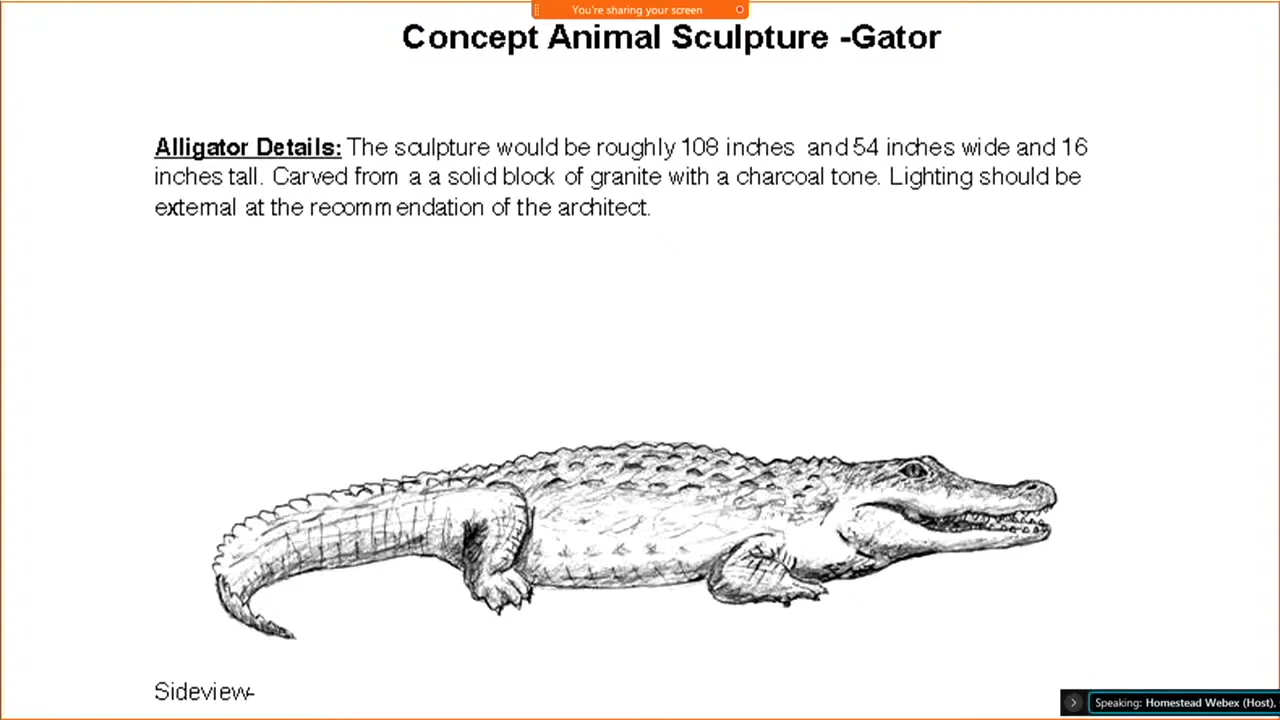 You're sharing your screen
Concept Animal Sculpture -Gator
Alligator Details: The sculpture would be roughly 108 inches and 54 inches wide and 16
inches tall. Carved from a a solid block of granite with a charcoal tone. Lighting should be
external at the recommendation of the architect.
Sideview-
Speaking: Homestead Webex (Host),